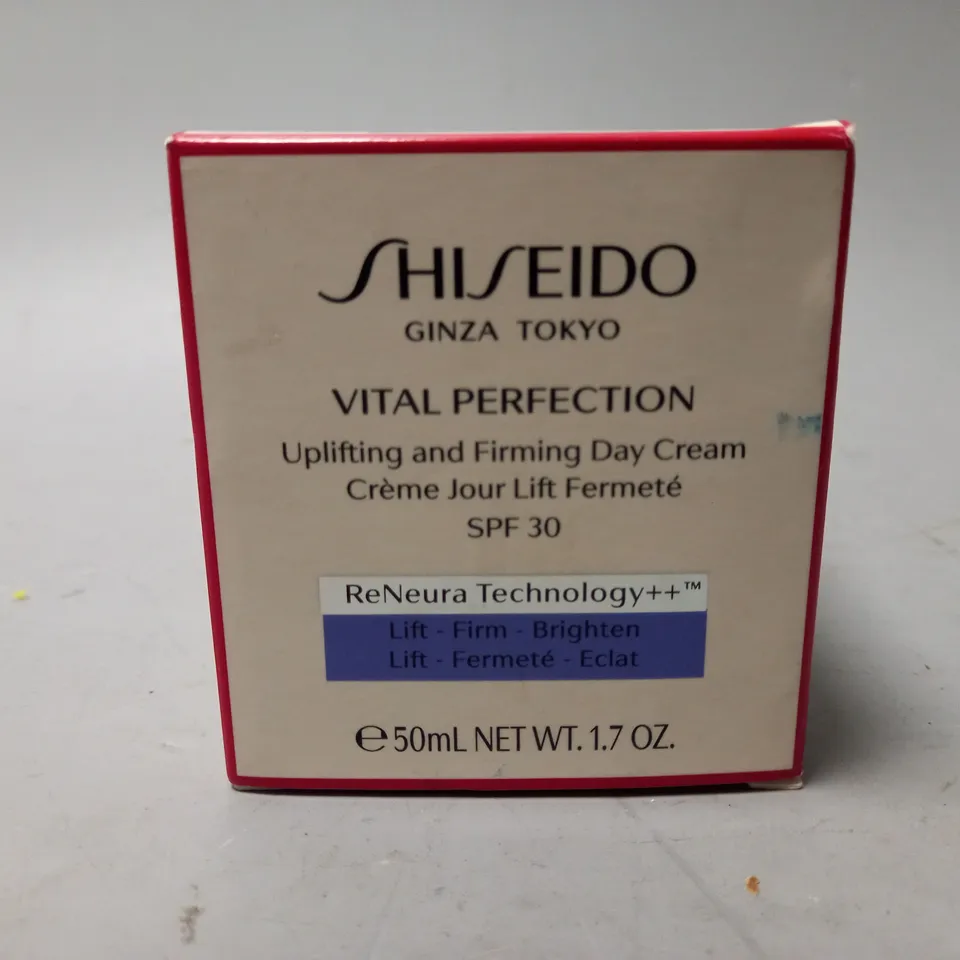 SHISEIDO
GINZA TOKYO
VITAL PERFECTION
Uplifting and Firming Day Cream
Crème Jour Lift Fermeté
SPF 30
ReNeura Technology++™
Lift - Firm - Brighten
Lift - Fermeté - Eclat
℮50mL NET WT. 1.7 OZ.